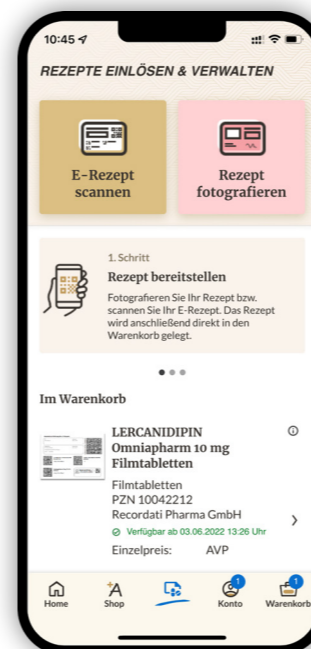 10:45
REZEPTE EINLÖSEN & VERWALTEN
E-Rezept
scannen
Rezept
fotografieren
1. Schritt
Rezept bereitstellen
Fotografieren Sie Ihr Rezept bzw.
scannen Sie Ihr E-Rezept. Das Rezept
wird anschließend direkt in den
Warenkorb gelegt.
Im Warenkorb
LERCANIDIPIN
Omniapharm 10 mg
Filmtabletten
Filmtabletten
PZN 10042212
Recordati Pharma GmbH
Verfügbar ab 03.06.2022 13:26 Uhr
Einzelpreis: AVP
A
1
1
Home Shop Konto Warenkorb